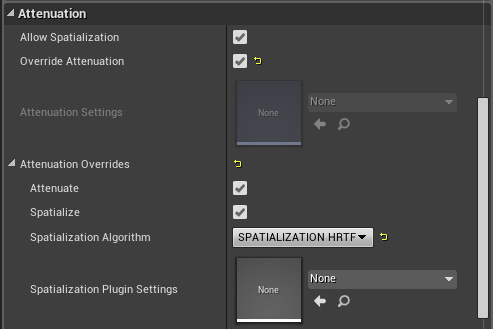 Attenuation
Allow Spatialization
Override Attenuation
Attenuation Settings
None
None
Attenuation Overrides
Attenuate
Spatialize
Spatialization Algorithm
SPATIALIZATION HRTF
Spatialization Plugin Settings
None
None